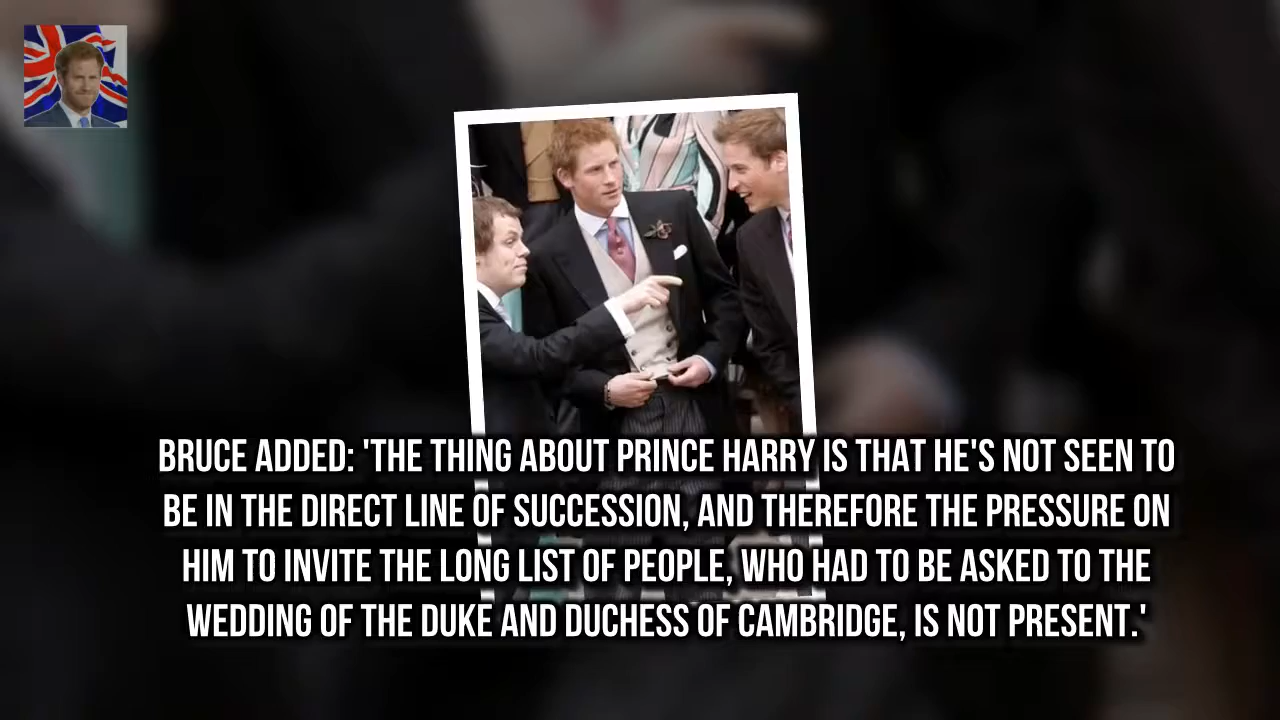 BRUCE ADDED: 'THE THING ABOUT PRINCE HARRY IS THAT HE'S NOT SEEN TO
BE IN THE DIRECT LINE OF SUCCESSION, AND THEREFORE THE PRESSURE ON
HIM TO INVITE THE LONG LIST OF PEOPLE, WHO HAD TO BE ASKED TO THE
WEDDING OF THE DUKE AND DUCHESS OF CAMBRIDGE, IS NOT PRESENT.'